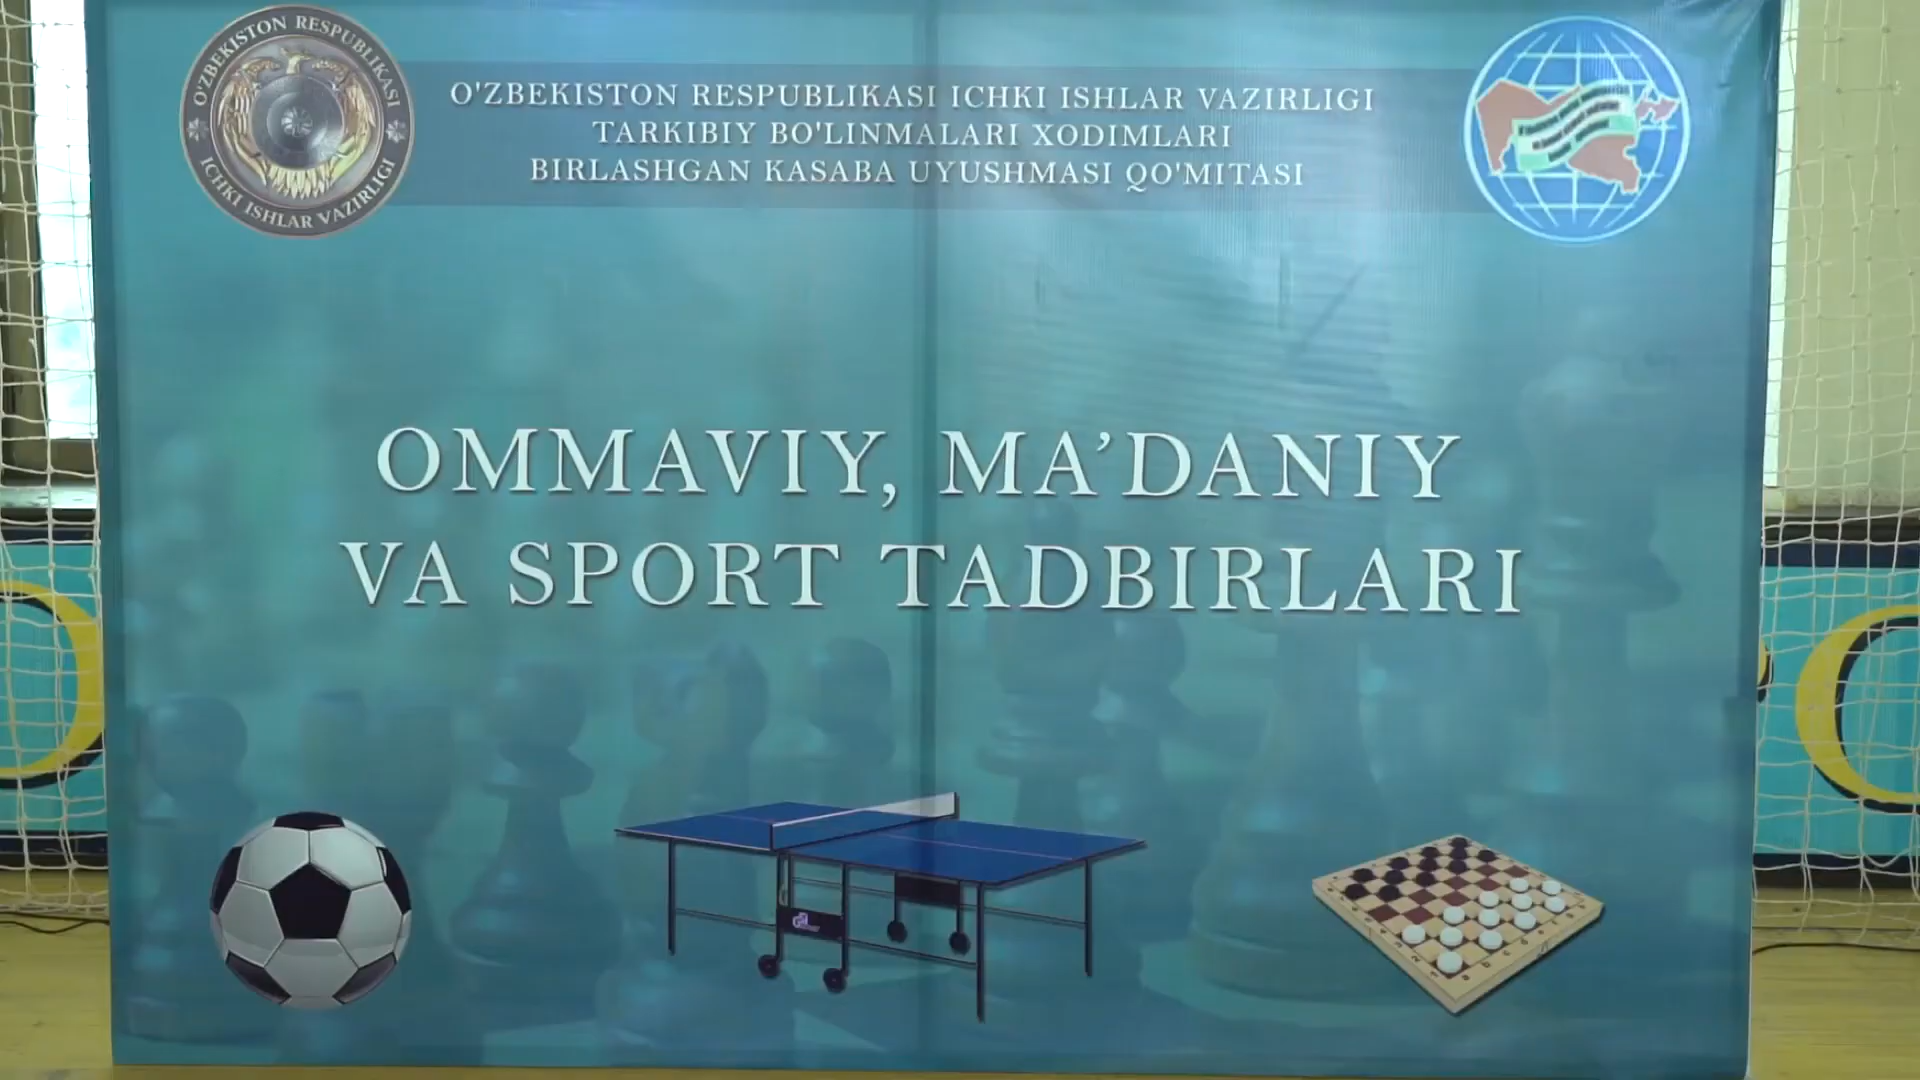 O'ZBEKISTON RESPUBLIKASI
ICHKI ISHLAR VAZIRLIGI
O'ZBEKISTON RESPUBLIKASI ICHKI ISHLAR VAZIRLIGI
TARKIBIY BO'LINMALARI XODIMLARI
BIRLASHGAN KASABA UYUSHMASI QO'MITASI
OMMAVIY, MA’DANIY
VA SPORT TADBIRLARI